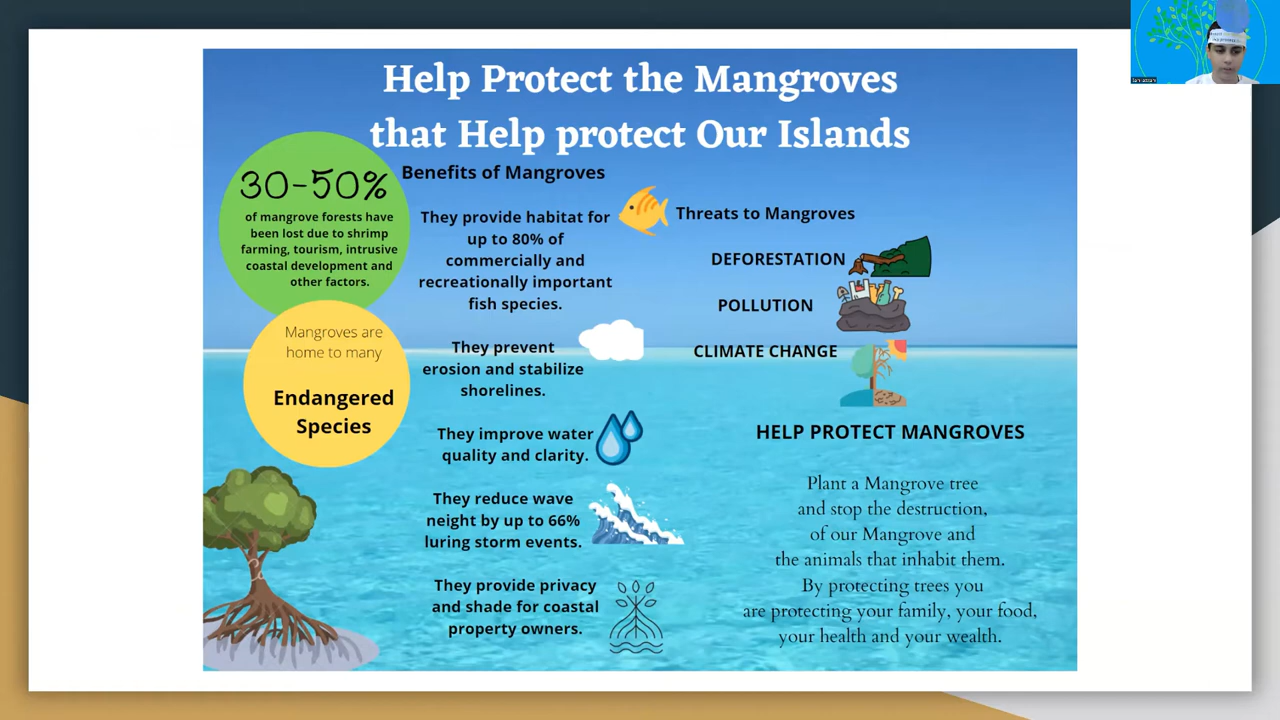 Help Protect the Mangroves
that Help protect Our Islands
30-50%
of mangrove forests have
been lost due to shrimp
farming, tourism, intrusive
coastal development and
other factors.
Mangroves are
home to many
Endangered
Species
Benefits of Mangroves
They provide habitat for
up to 80% of
commercially and
recreationally important
fish species.
They prevent
erosion and stabilize
shorelines.
They improve water
quality and clarity.
They reduce wave
neight by up to 66%
luring storm events.
They provide privacy
and shade for coastal
property owners.
Threats to Mangroves
DEFORESTATION
POLLUTION
CLIMATE CHANGE
HELP PROTECT MANGROVES
Plant a Mangrove tree
and stop the destruction,
of our Mangrove and
the animals that inhabit them.
By protecting trees you
are protecting your family, your food,
your health and your wealth.